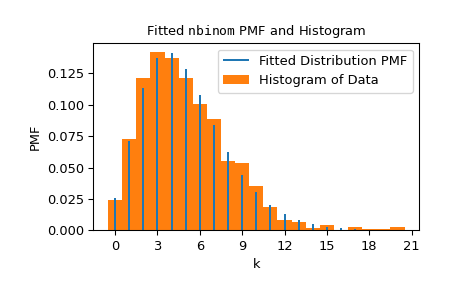 Fitted nbinom PMF and Histogram
Fitted Distribution PMF
Histogram of Data
PMF
0.125
0.100
0.075
0.050
0.025
0.000
0 3 6 9 12 15 18 21
k